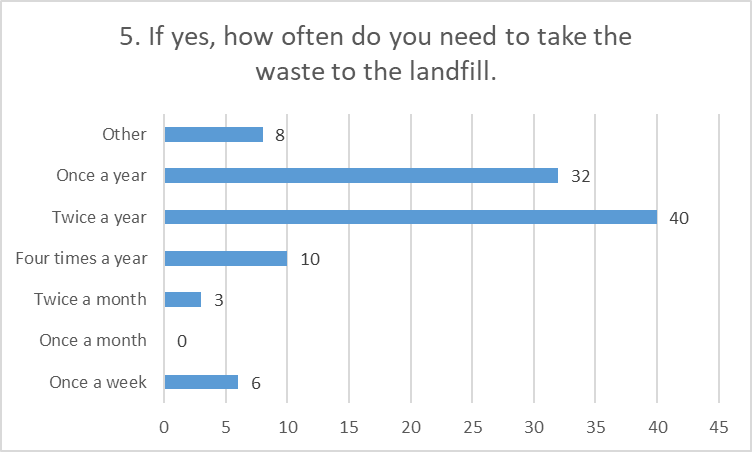 5. If yes, how often do you need to take the
waste to the landfill.
Other 8
Once a year 32
Twice a year 40
Four times a year 10
Twice a month 3
Once a month 0
Once a week 6
0 5 10 15 20 25 30 35 40 45